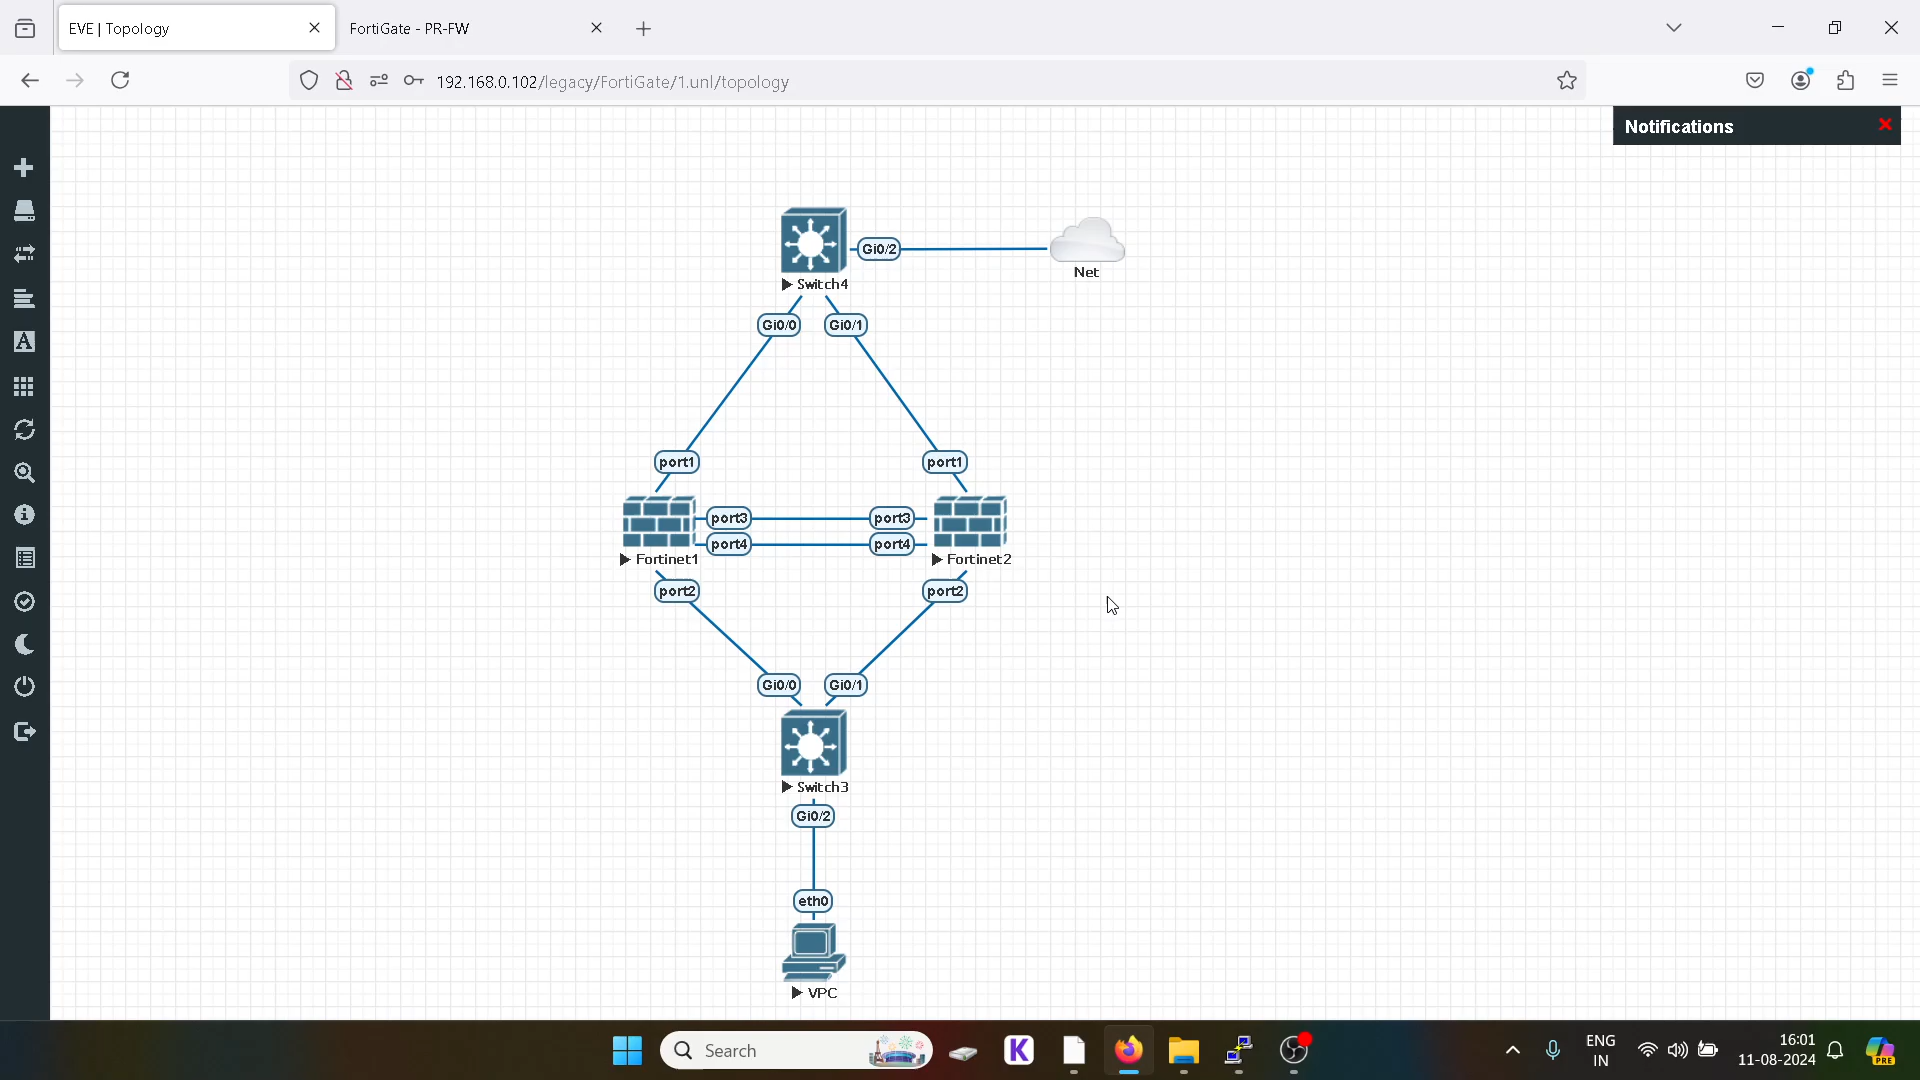 EVE | Topology
FortiGate - PR-FW
192.168.0.102/legacy/FortiGate/1.unl/topology
Notifications
Gi0/2
Net
Switch4
Gi0/0
Gi0/1
port1
port1
port3
port3
port4
port4
Fortinet1
Fortinet2
port2
port2
Gi0/0
Gi0/1
Switch3
Gi0/2
eth0
VPC
Search
K
ENG
IN
16:01
11-08-2024
PRE